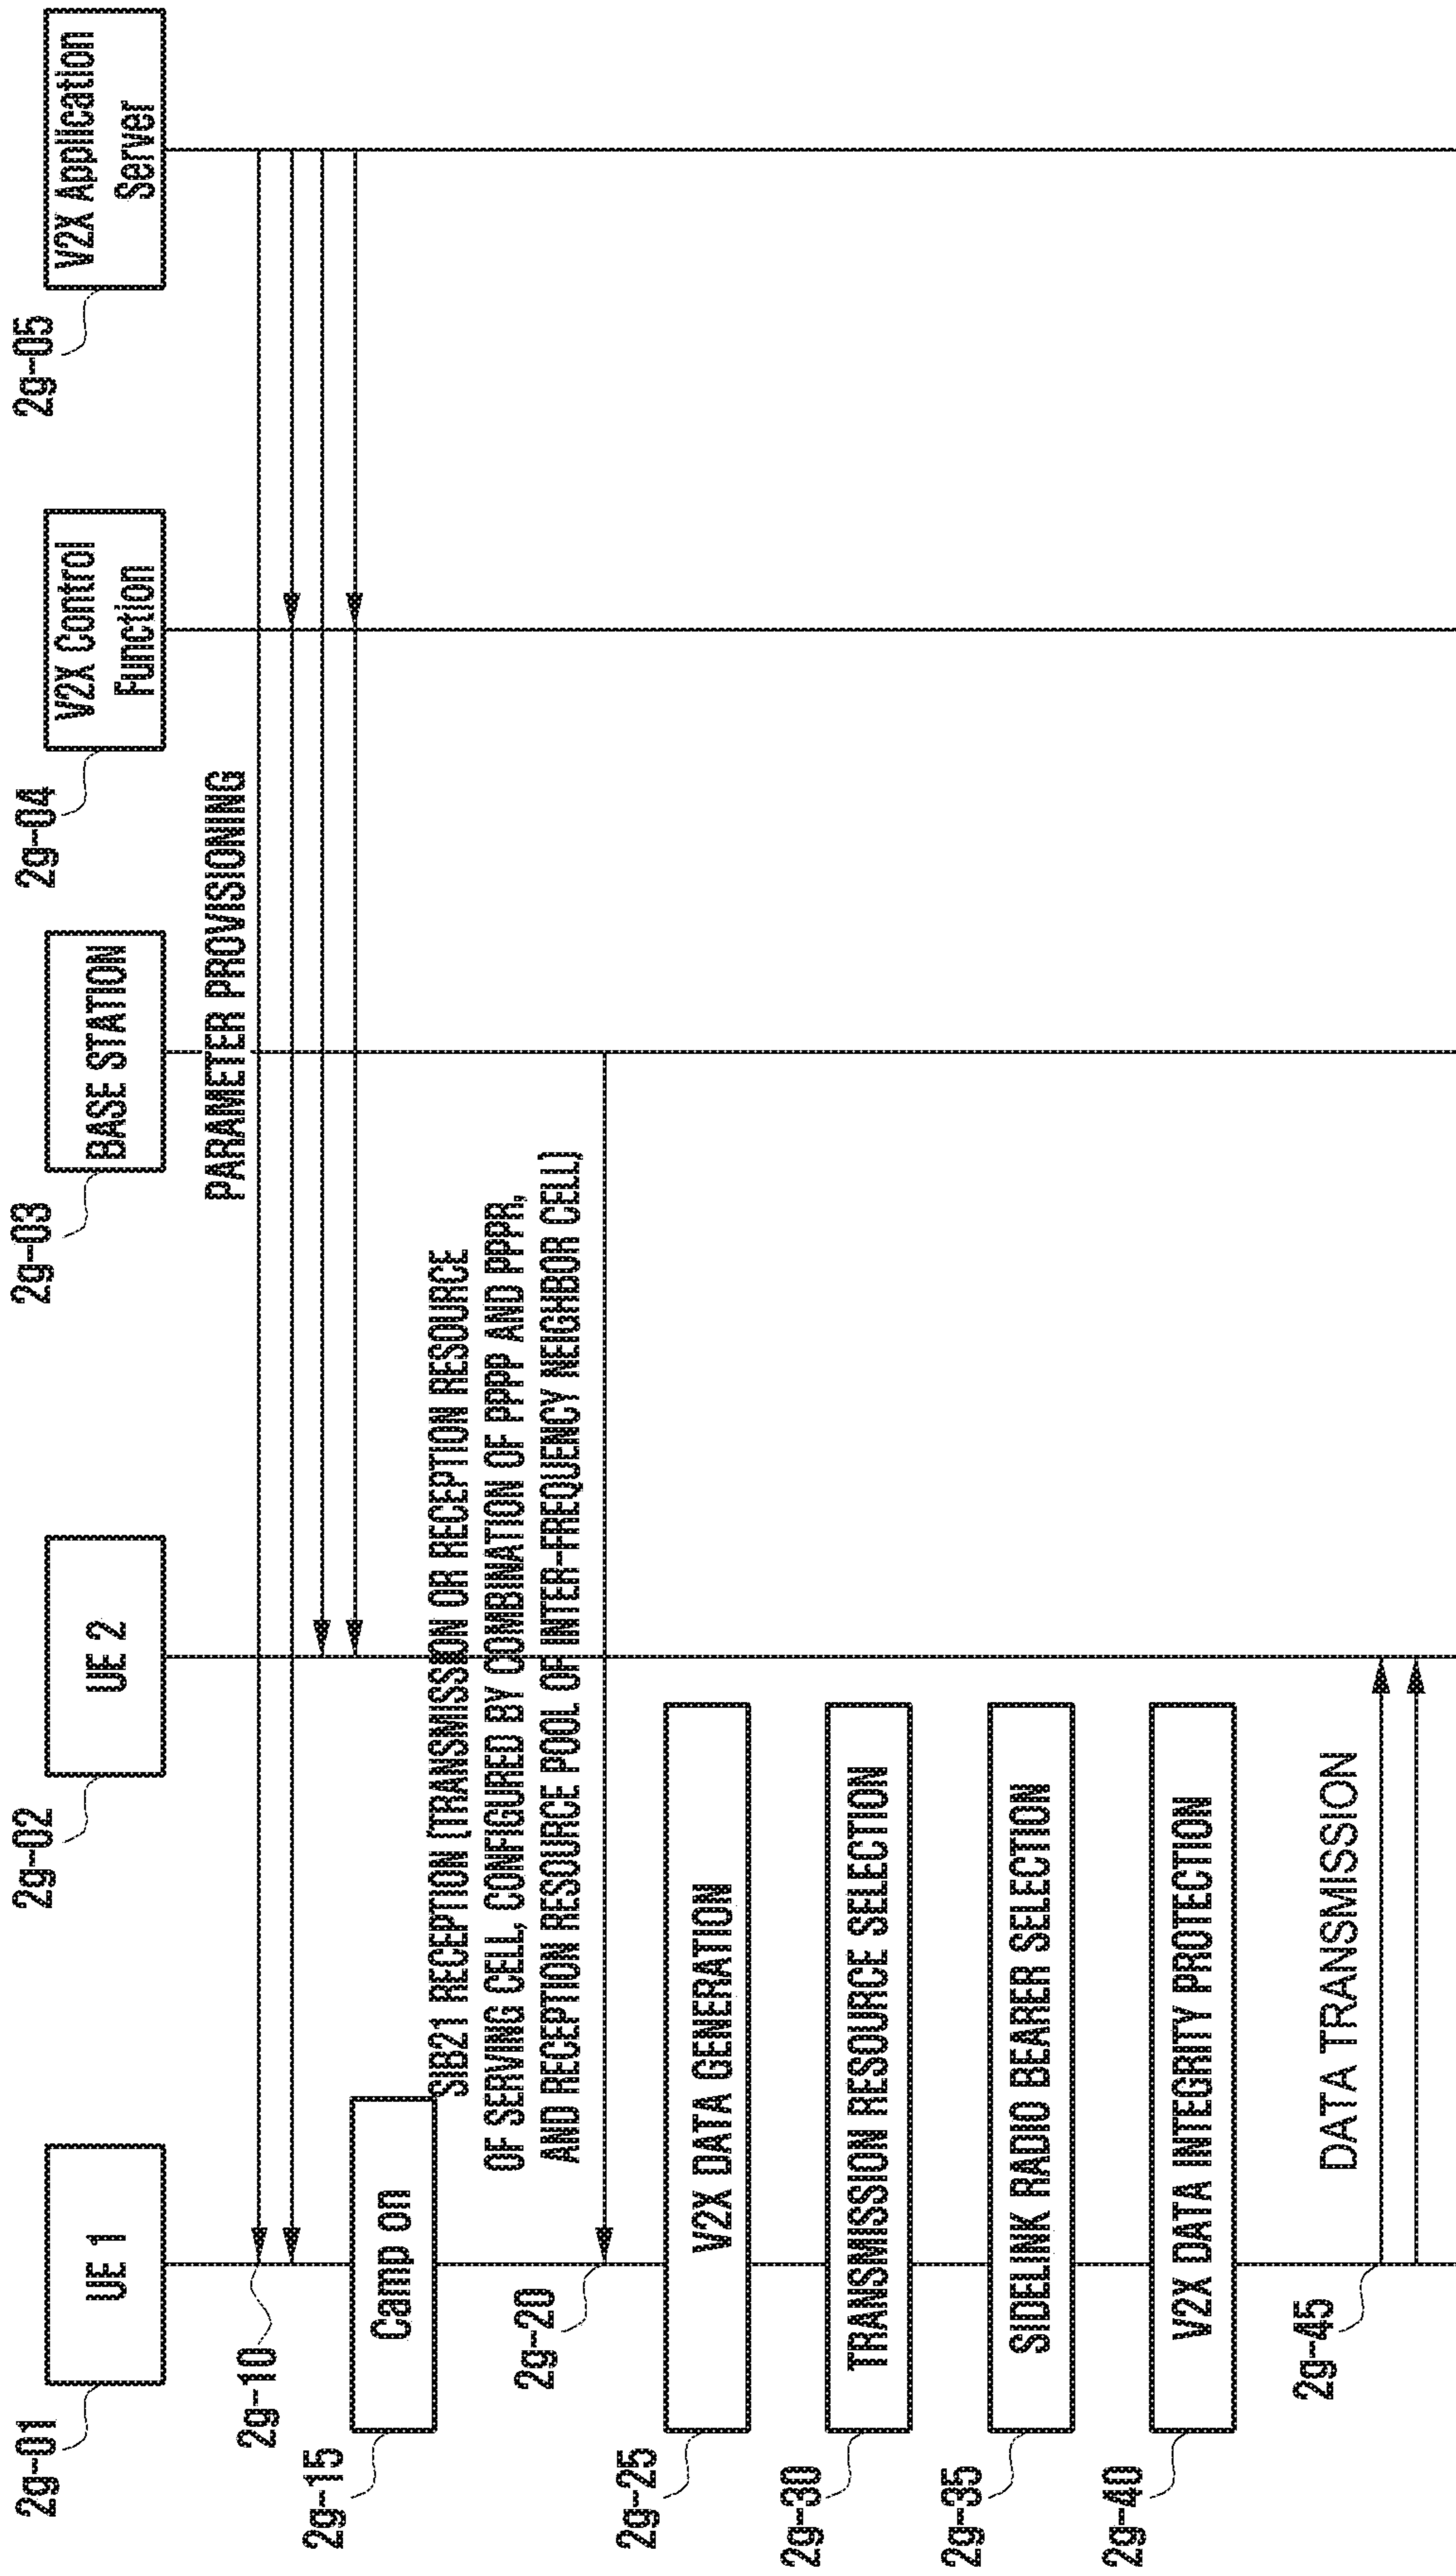 2g-01
UE 1
2g-02
UE 2
2g-03
BASE STATION
2g-04
V2X Control
Function
2g-05
V2X Application
Server
PARAMETER PROVISIONING
2g-10
2g-15
Camp on
SIB21 RECEPTION (TRANSMISSION OR RECEPTION RESOURCE
OF SERVING CELL, CONFIGURED BY COMBINATION OF PPPP AND PPPR,
AND RECEPTION RESOURCE POOL OF INTER-FREQUENCY NEIGHBOR CELL)
2g-20
2g-25
V2X DATA GENERATION
2g-30
TRANSMISSION RESOURCE SELECTION
2g-35
SIDELINK RADIO BEARER SELECTION
2g-40
V2X DATA INTEGRITY PROTECTION
DATA TRANSMISSION
2g-45